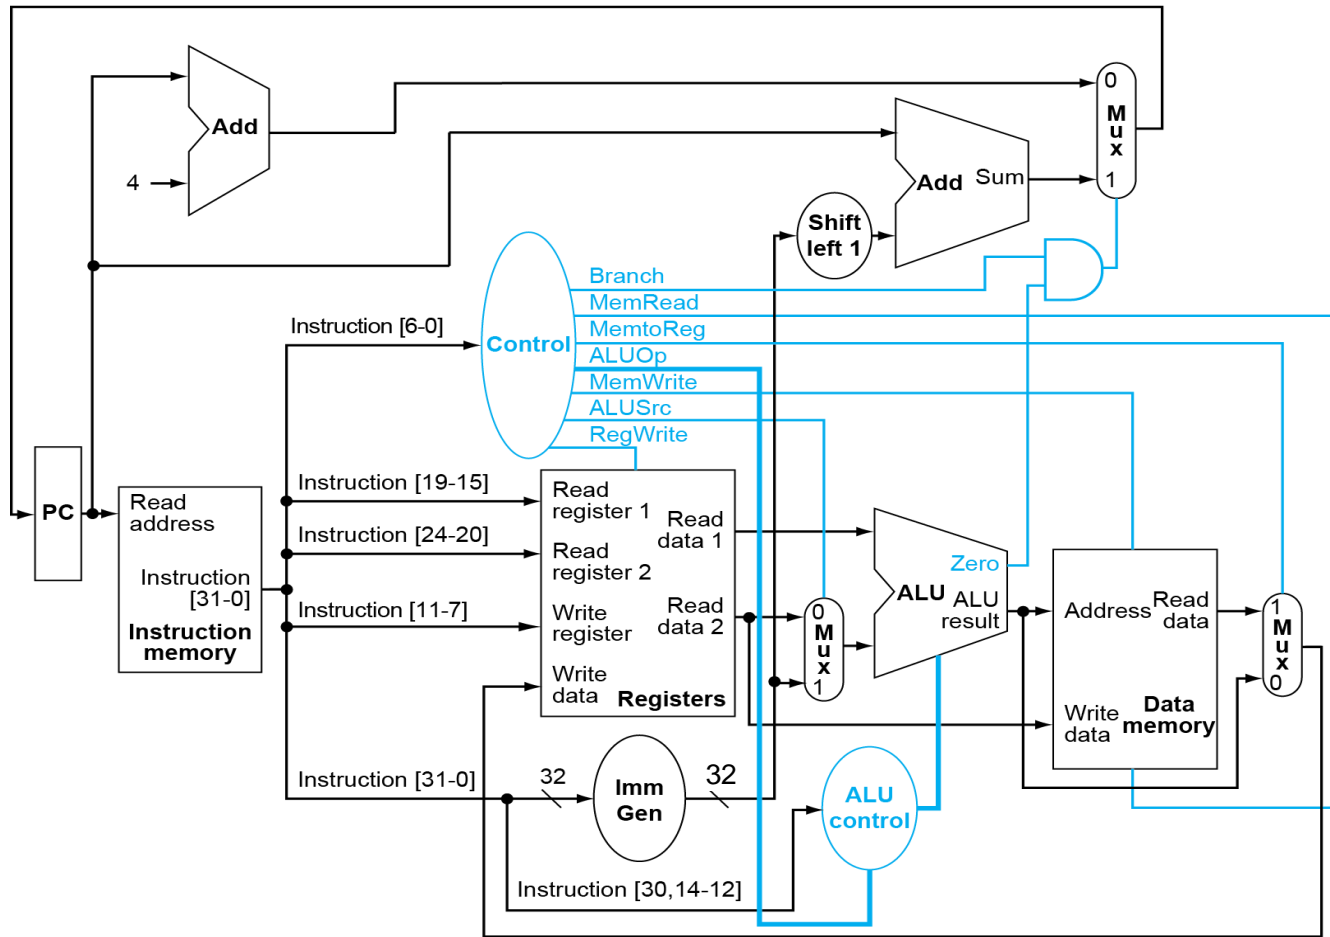 0
M
u
x
1
Add
4
Add Sum
Shift
left 1
Branch
MemRead
MemtoReg
ALUOp
MemWrite
ALUSrc
RegWrite
Control
Instruction [6-0]
Instruction [19-15]
Instruction [24-20]
Instruction [11-7]
Instruction [31-0]
PC
Read
address
Instruction
[31-0]
Instruction
memory
Read
register 1
Read
register 2
Write
register
Write
data
Read
data 1
Read
data 2
Registers
0
M
u
x
1
Zero
ALU
ALU
result
Address
Read
data
Write
data
Data
memory
1
M
u
x
0
32
Imm
Gen
32
ALU
control
Instruction [30,14-12]